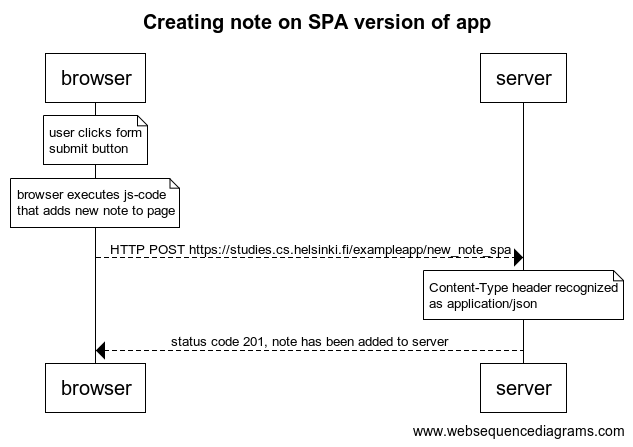 Creating note on SPA version of app
browser
server
user clicks form
submit button
browser executes js-code
that adds new note to page
HTTP POST https://studies.cs.helsinki.fi/exampleapp/new_note_spa
Content-Type header recognized
as application/json
status code 201, note has been added to server
browser
server
www.websequencediagrams.com